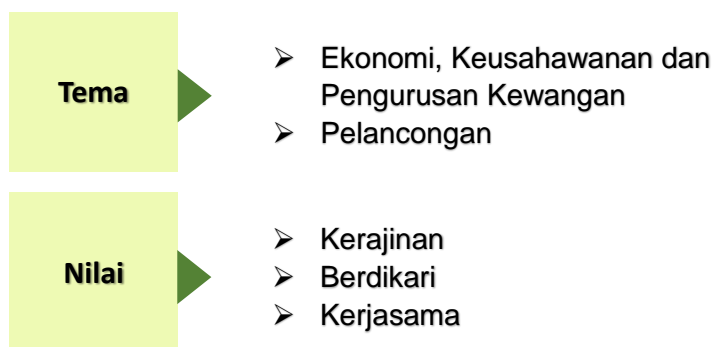 Tema
➢ Ekonomi, Keusahawanan dan
Pengurusan Kewangan
➢ Pelancongan
Nilai
➢ Kerajinan
➢ Berdikari
➢ Kerjasama